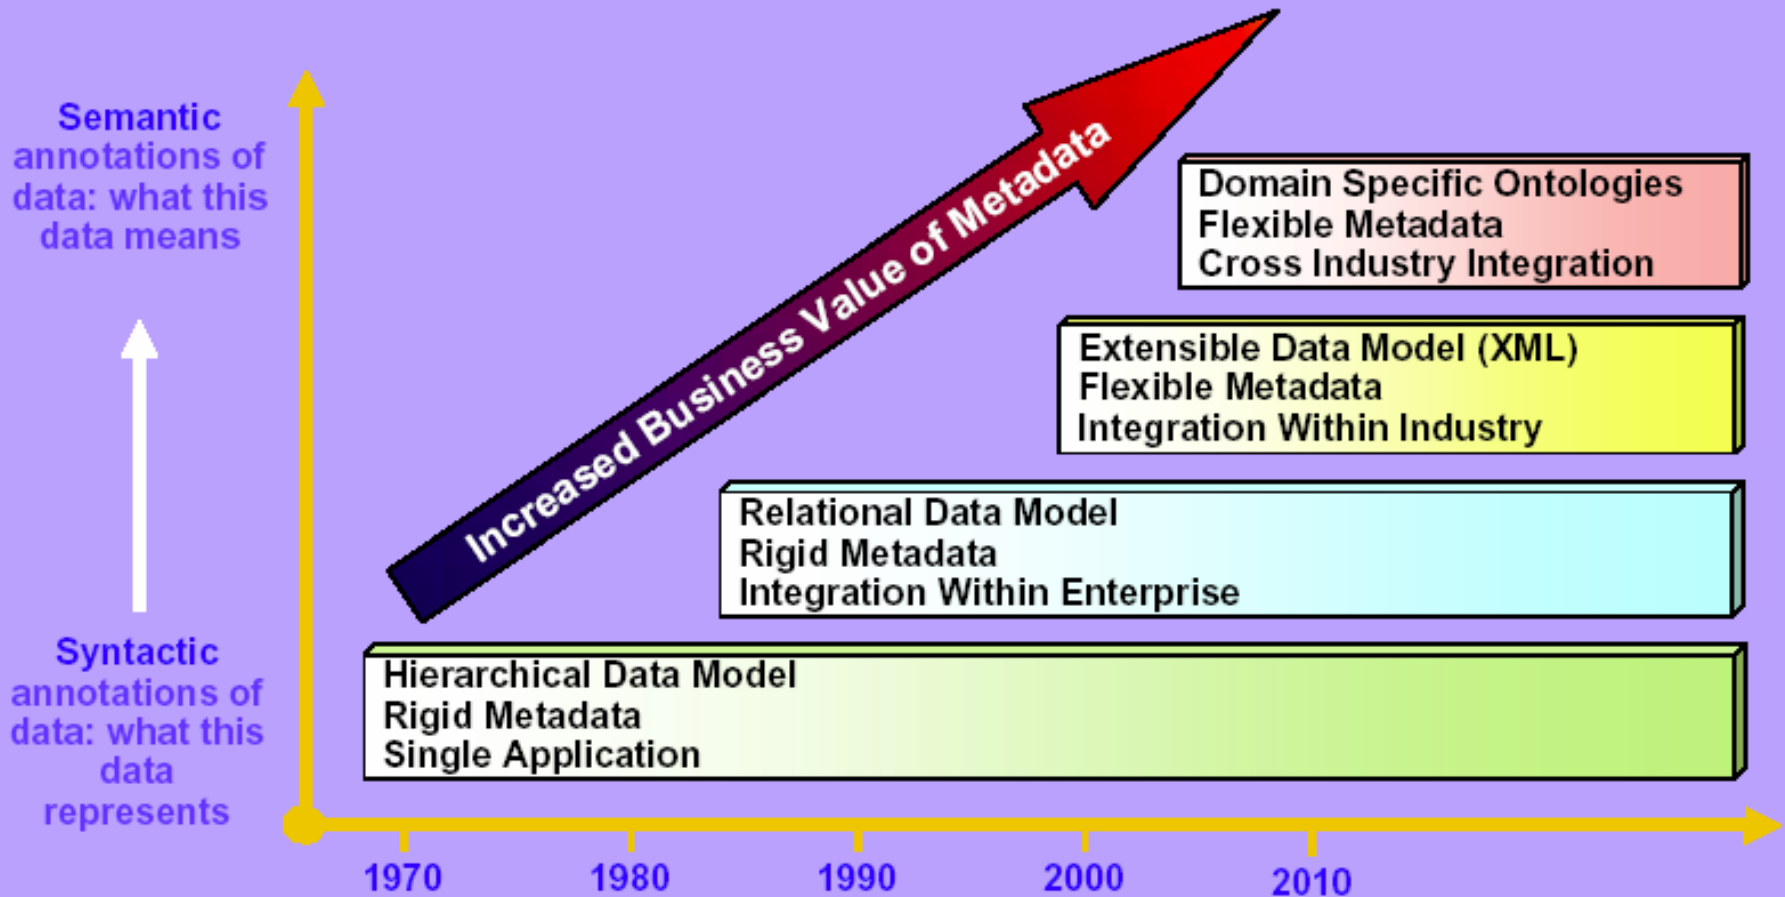 Semantic
annotations of
data: what this
data means
Syntactic
annotations of
data: what this
data
represents
Increased Business Value of Metadata
Domain Specific Ontologies
Flexible Metadata
Cross Industry Integration
Extensible Data Model (XML)
Flexible Metadata
Integration Within Industry
Relational Data Model
Rigid Metadata
Integration Within Enterprise
Hierarchical Data Model
Rigid Metadata
Single Application
1970 1980 1990 2000 2010